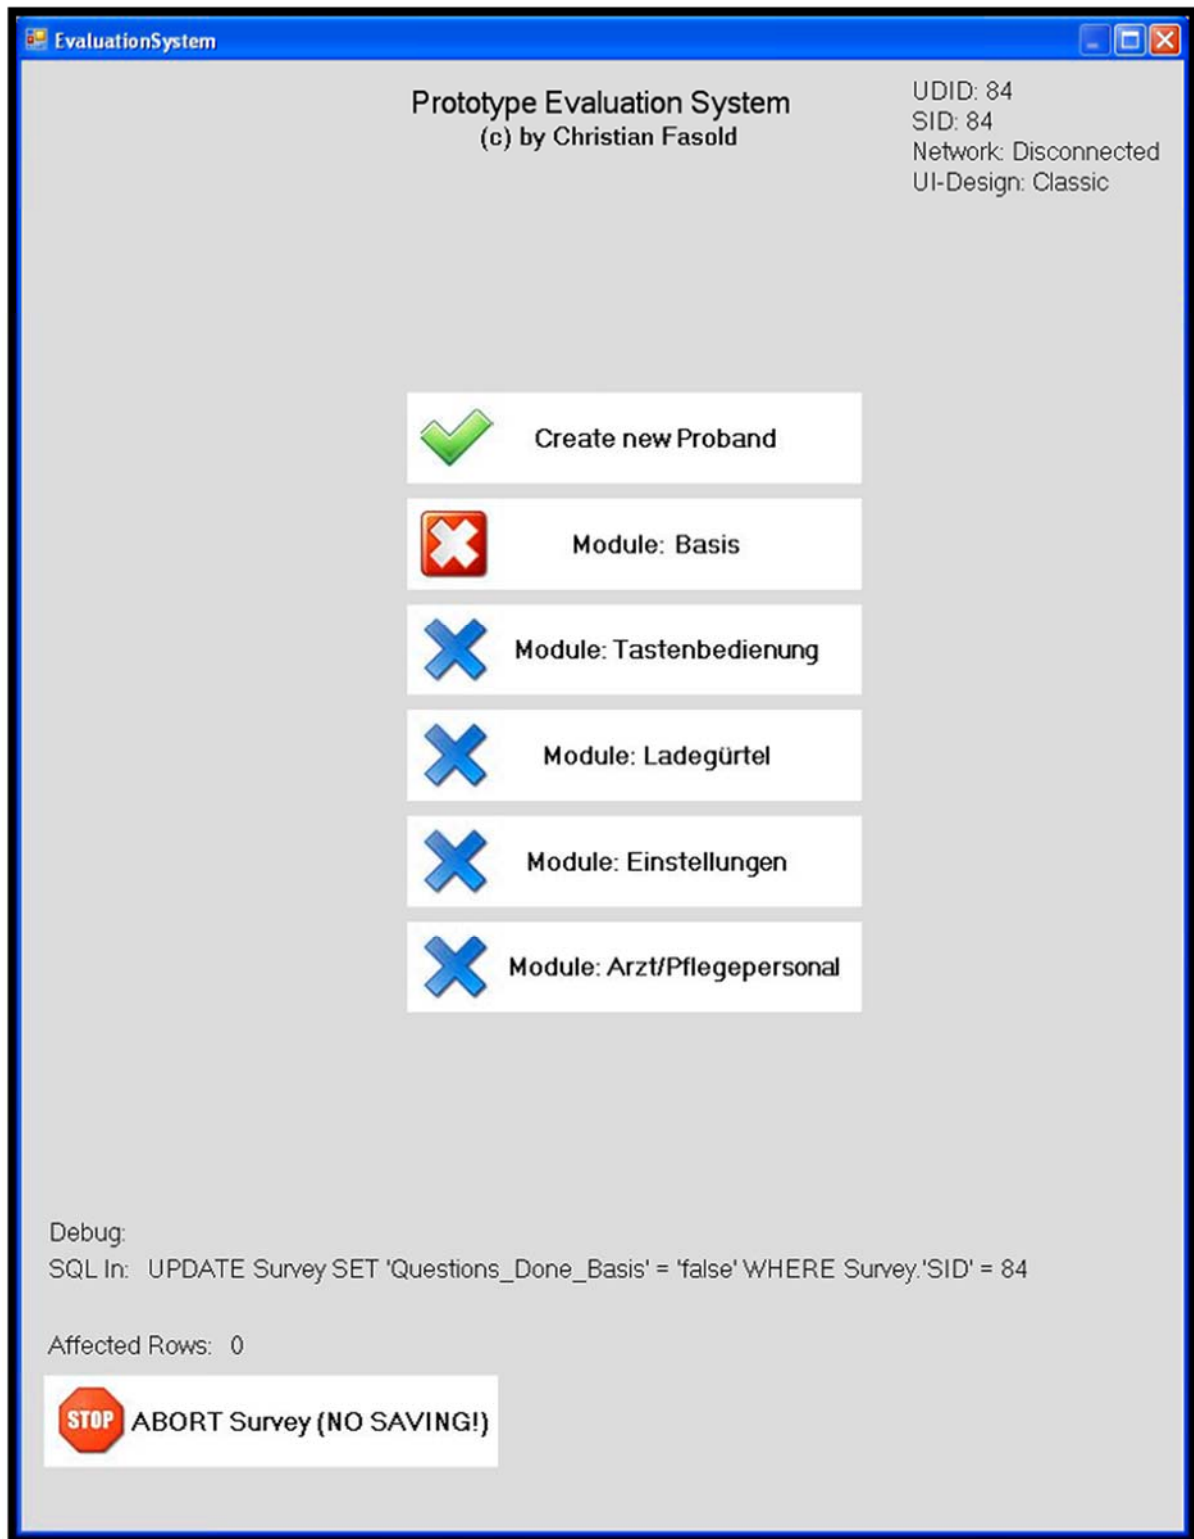 EvaluationSystem
Prototype Evaluation System
(c) by Christian Fasold
UDID: 84
SID: 84
Network: Disconnected
UI-Design: Classic
Create new Proband
Module: Basis
Module: Tastenbedienung
Module: Ladegürtel
Module: Einstellungen
Module: Arzt/Pflegepersonal
Debug:
SQL In: UPDATE Survey SET 'Questions_Done_Basis' = 'false' WHERE Survey.'SID' = 84
Affected Rows: 0
STOP ABORT Survey (NO SAVING!)